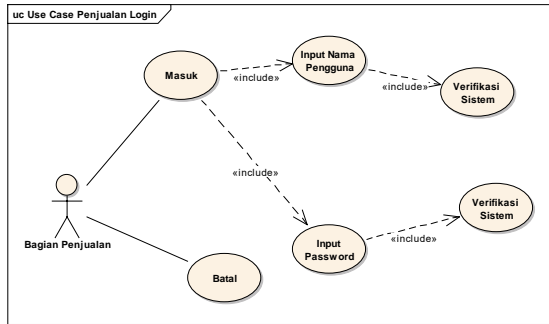 uc Use Case Penjualan Login
Masuk
Input Nama
Pengguna
«include»
«include»
Verifikasi
Sistem
«include»
Verifikasi
Sistem
Bagian Penjualan
Input
Password
«include»
Batal